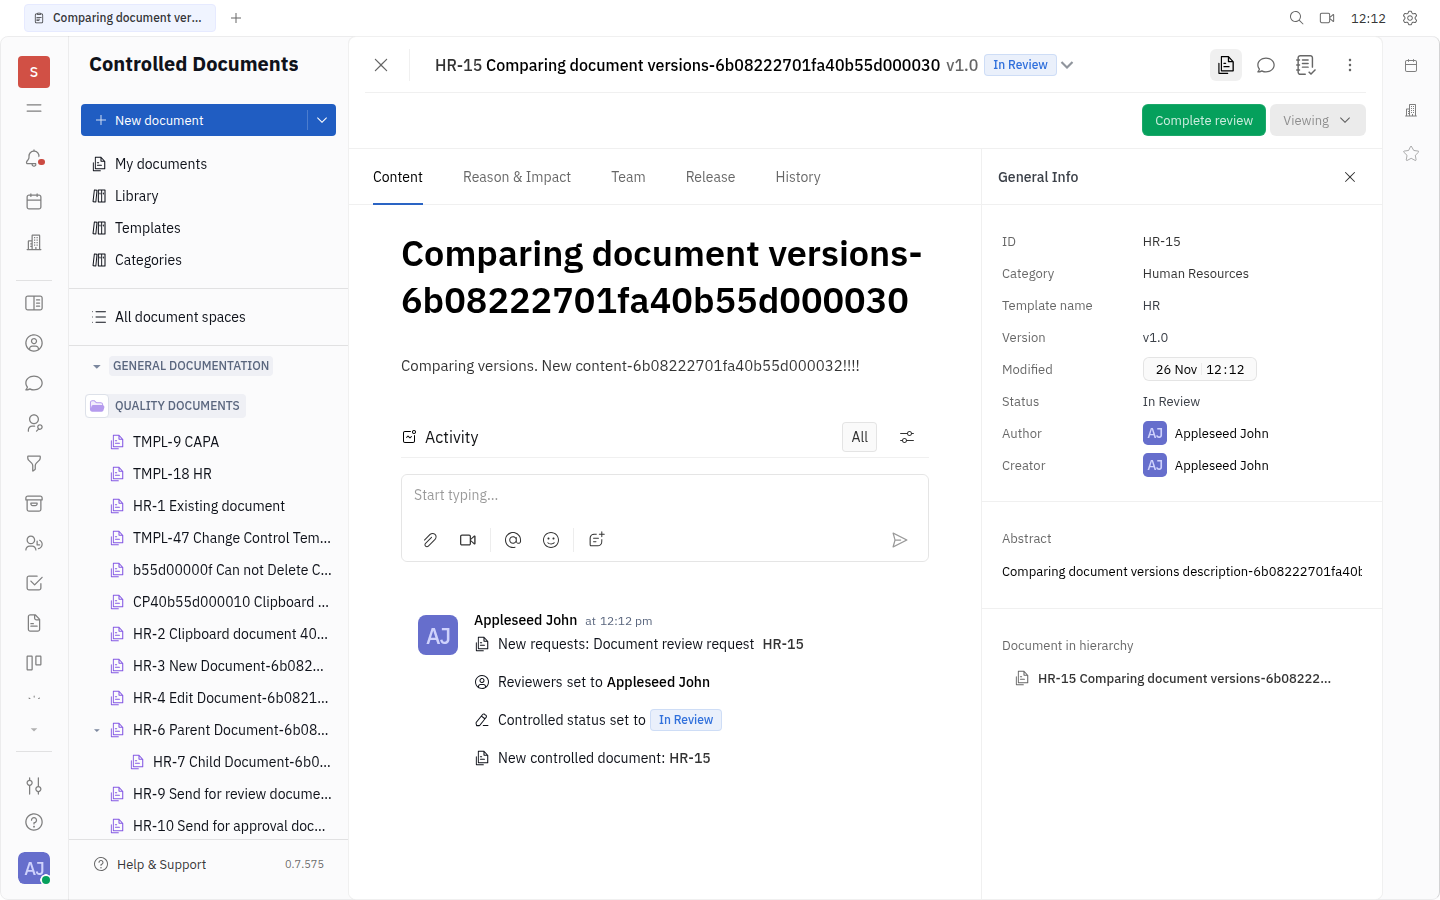 Comparing document ver...
12:12
S
Controlled Documents
New document
My documents
Library
Templates
Categories
All document spaces
GENERAL DOCUMENTATION
QUALITY DOCUMENTS
TMPL-9 CAPA
TMPL-18 HR
HR-1 Existing document
TMPL-47 Change Control Tem...
b55d00000f Can not Delete C...
CP40b55d000010 Clipboard ...
HR-2 Clipboard document 40...
HR-3 New Document-6b082...
HR-4 Edit Document-6b0821...
HR-6 Parent Document-6b08...
HR-7 Child Document-6b0...
HR-9 Send for review docume...
HR-10 Send for approval doc...
Help & Support
0.7.575
AJ
HR-15 Comparing document versions-6b08222701fa40b55d000030 v1.0 In Review
Complete review
Viewing
Content
Reason & Impact
Team
Release
History
Comparing document versions-
6b08222701fa40b55d000030
Comparing versions. New content-6b08222701fa40b55d000032!!!!
Activity
All
Start typing...
AJ
Appleseed John at 12:12 pm
New requests: Document review request HR-15
Reviewers set to Appleseed John
Controlled status set to In Review
New controlled document: HR-15
General Info
ID HR-15
Category Human Resources
Template name HR
Version v1.0
Modified 26 Nov 12:12
Status In Review
Author AJ Appleseed John
Creator AJ Appleseed John
Abstract
Comparing document versions description-6b08222701fa40b
Document in hierarchy
HR-15 Comparing document versions-6b08222...